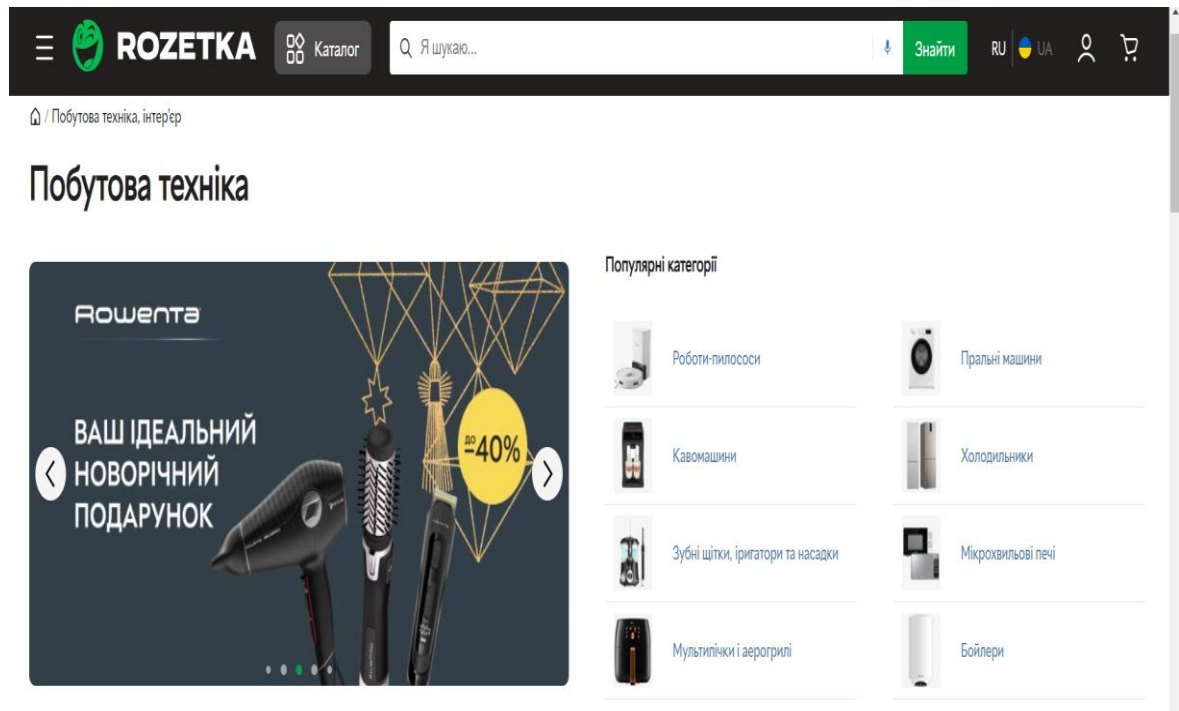 ROZETKA
Каталог
Я шукаю...
Знайти
RU
UA
/ Побутова техніка, інтер'єр
Побутова техніка
Rowenta
ВАШ ІДЕАЛЬНИЙ
НОВОРІЧНИЙ
ПОДАРУНОК
до
-40%
Популярні категорії
Роботи-пилососи
Пральні машини
Кавомашини
Холодильники
Зубні щітки, іригатори та насадки
Мікрохвильові печі
Мультипічки і аерогрилі
Бойлери